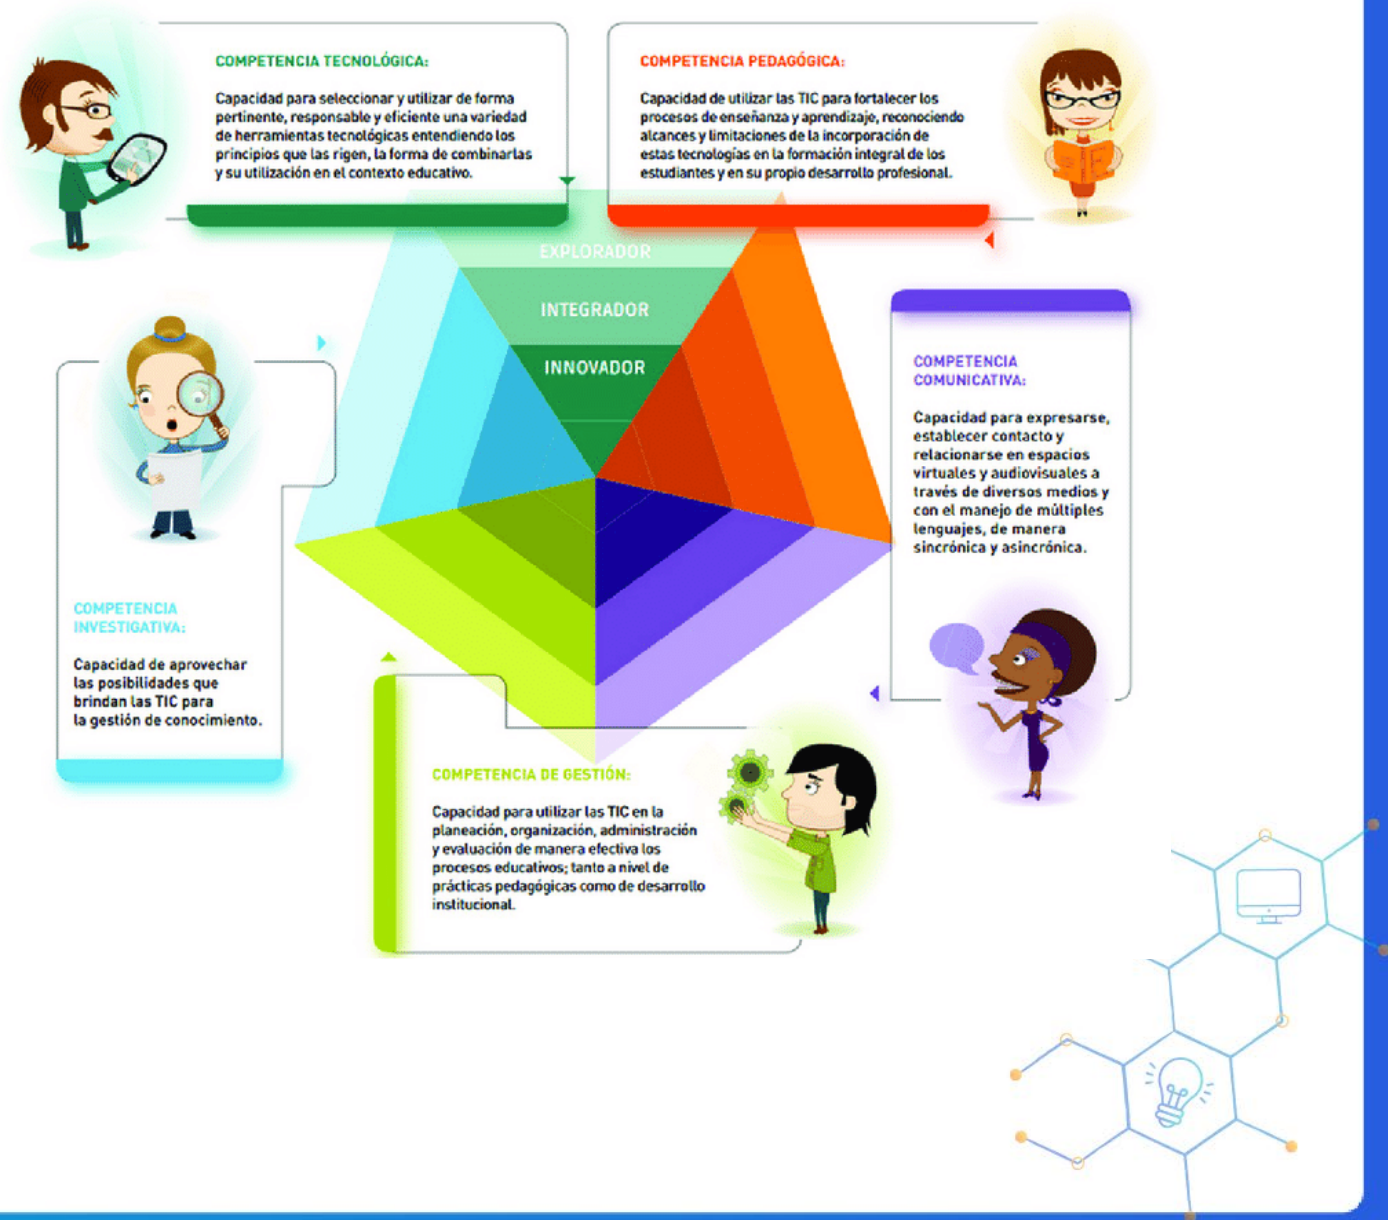 COMPETENCIA TECNOLÓGICA:
Capacidad para seleccionar y utilizar de forma
pertinente, responsable y eficiente una variedad
de herramientas tecnológicas entendiendo los
principios que las rigen, la forma de combinarlas
y su utilización en el contexto educativo.
COMPETENCIA PEDAGÓGICA:
Capacidad de utilizar las TIC para fortalecer los
procesos de enseñanza y aprendizaje, reconociendo
alcances y limitaciones de la incorporación de
estas tecnologías en la formación integral de los
estudiantes y en su propio desarrollo profesional.
EXPLORADOR
INTEGRADOR
INNOVADOR
COMPETENCIA
COMUNICATIVA:
Capacidad para expresarse,
establecer contacto y
relacionarse en espacios
virtuales y audiovisuales a
través de diversos medios y
con el manejo de múltiples
lenguajes, de manera
sincrónica y asincrónica.
COMPETENCIA
INVESTIGATIVA:
Capacidad de aprovechar
las posibilidades que
brindan las TIC para
la gestión de conocimiento.
COMPETENCIA DE GESTIÓN:
Capacidad para utilizar las TIC en la
planeación, organización, administración
y evaluación de manera efectiva los
procesos educativos; tanto a nivel de
prácticas pedagógicas como de desarrollo
institucional.